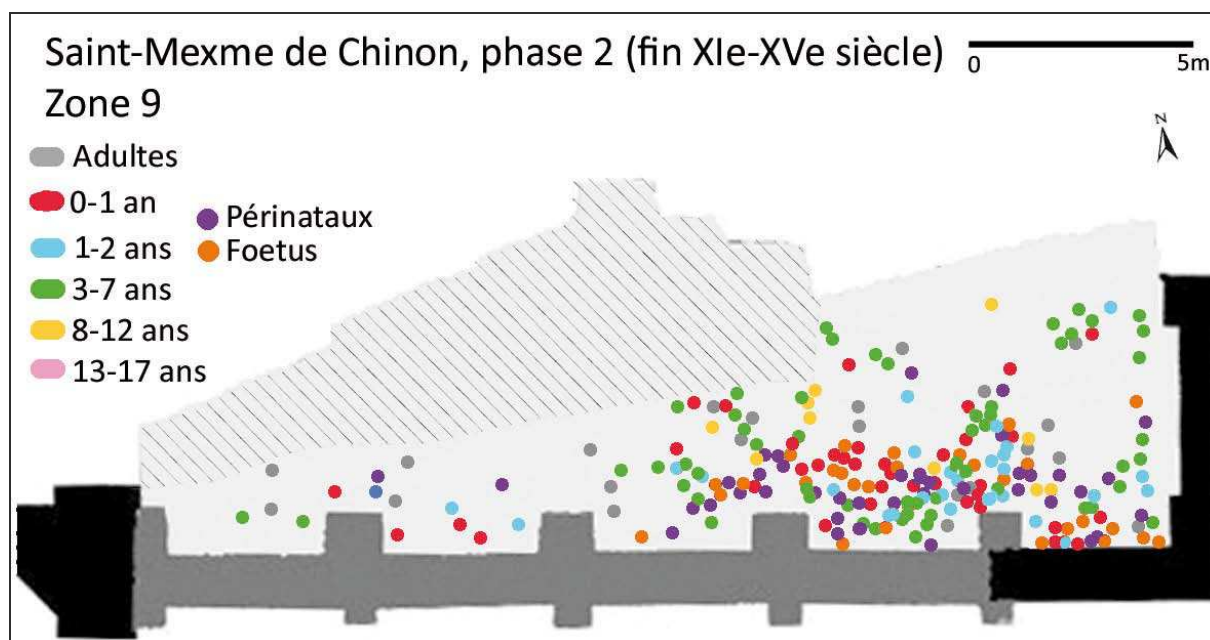 Saint-Mexme de Chinon, phase 2 (fin XIe-XVe siècle)
0 5m
Zone 9
N
Adultes
0-1 an
Périnataux
1-2 ans
Foetus
3-7 ans
8-12 ans
13-17 ans